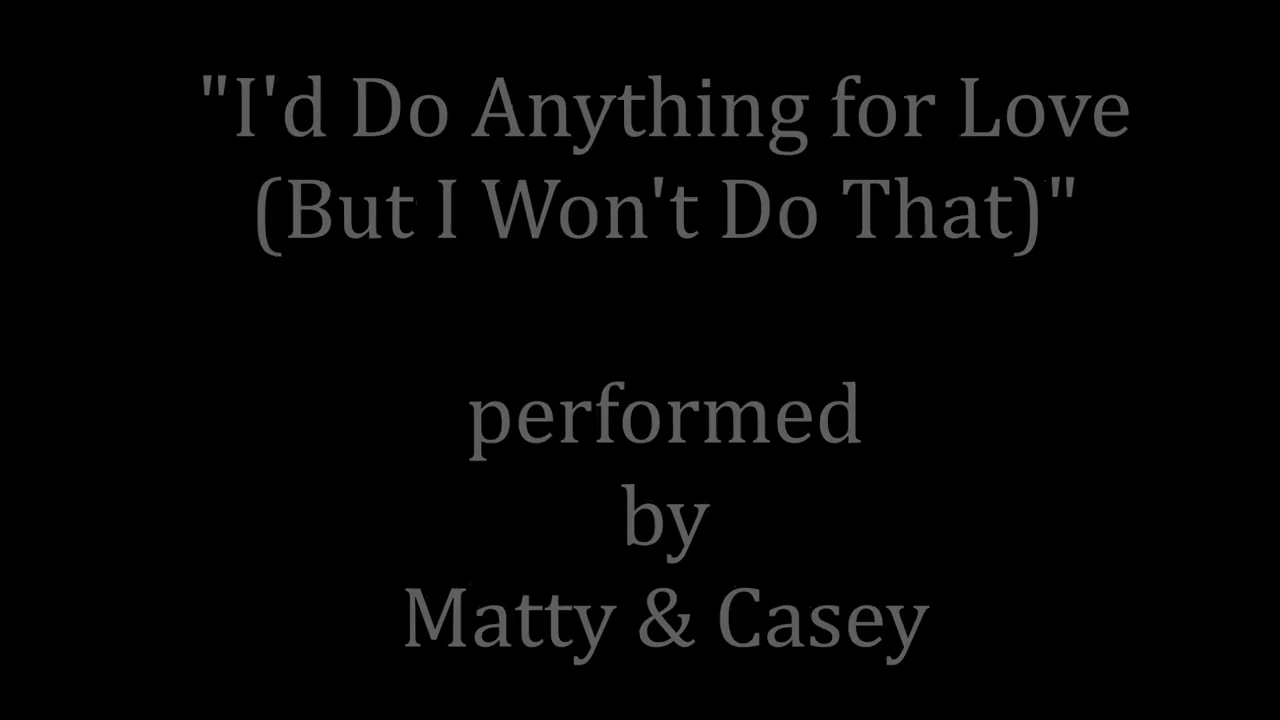 "I'd Do Anything for Love
(But I Won't Do That)"
performed
by
Matty & Casey